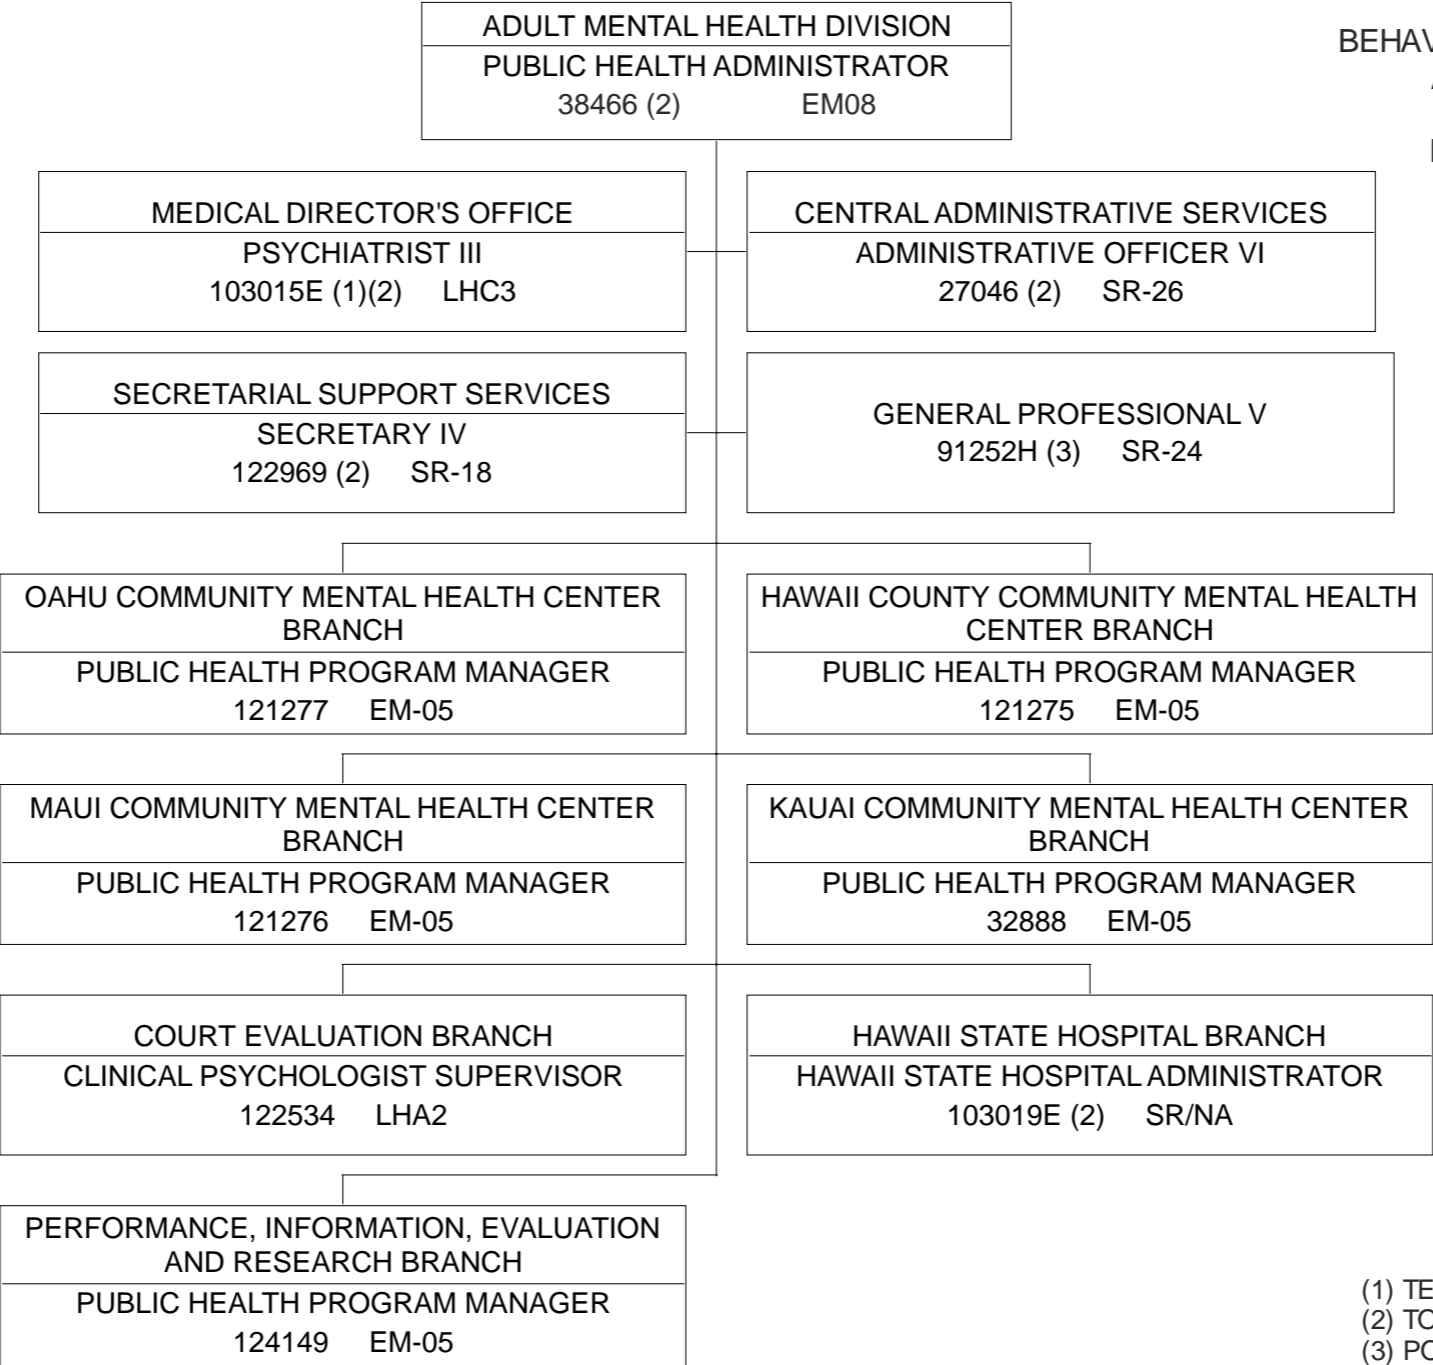 ADULT MENTAL HEALTH DIVISION
PUBLIC HEALTH ADMINISTRATOR
38466 (2) EM08
MEDICAL DIRECTOR'S OFFICE
PSYCHIATRIST III
103015E (1)(2) LHC3
CENTRAL ADMINISTRATIVE SERVICES
ADMINISTRATIVE OFFICER VI
27046 (2) SR-26
SECRETARIAL SUPPORT SERVICES
SECRETARY IV
122969 (2) SR-18
GENERAL PROFESSIONAL V
91252H (3) SR-24
OAHU COMMUNITY MENTAL HEALTH CENTER
BRANCH
PUBLIC HEALTH PROGRAM MANAGER
121277 EM-05
HAWAII COUNTY COMMUNITY MENTAL HEALTH
CENTER BRANCH
PUBLIC HEALTH PROGRAM MANAGER
121275 EM-05
MAUI COMMUNITY MENTAL HEALTH CENTER
BRANCH
PUBLIC HEALTH PROGRAM MANAGER
121276 EM-05
KAUAI COMMUNITY MENTAL HEALTH CENTER
BRANCH
PUBLIC HEALTH PROGRAM MANAGER
32888 EM-05
COURT EVALUATION BRANCH
CLINICAL PSYCHOLOGIST SUPERVISOR
122534 LHA2
HAWAII STATE HOSPITAL BRANCH
HAWAII STATE HOSPITAL ADMINISTRATOR
103019E (2) SR/NA
PERFORMANCE, INFORMATION, EVALUATION
AND RESEARCH BRANCH
PUBLIC HEALTH PROGRAM MANAGER
124149 EM-05
(1)
(2)
(3)